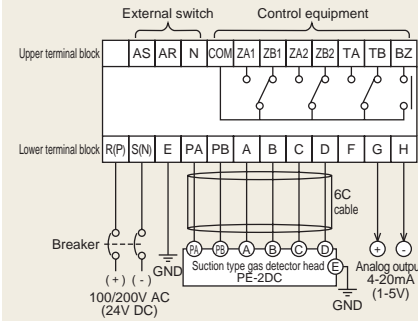 External switch Control equipment
Upper terminal block AS AR N COM ZA1 ZB1 ZA2 ZB2 TA TB BZ
Lower terminal block R(P) S(N) E PA PB A B C D F G H
6C
cable
Breaker
PA PB A B C D
( + ) ( - )
GND
Suction type gas detector head
PE-2DC
E
+ -
Analog output
4-20mA
(1-5V)
100/200V AC
(24V DC)
GND